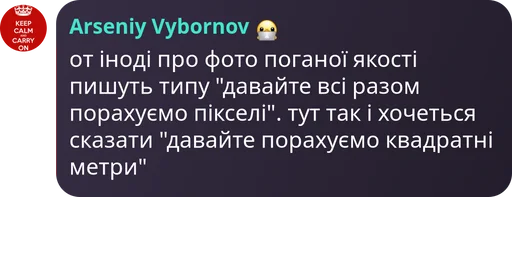 KEEP
CALM
AND
CARRY
ON
Arseniy Vybornov
от іноді про фото поганої якості
пишуть типу "давайте всі разом
порахуємо пікселі". тут так і хочеться
сказати "давайте порахуємо квадратні
метри"